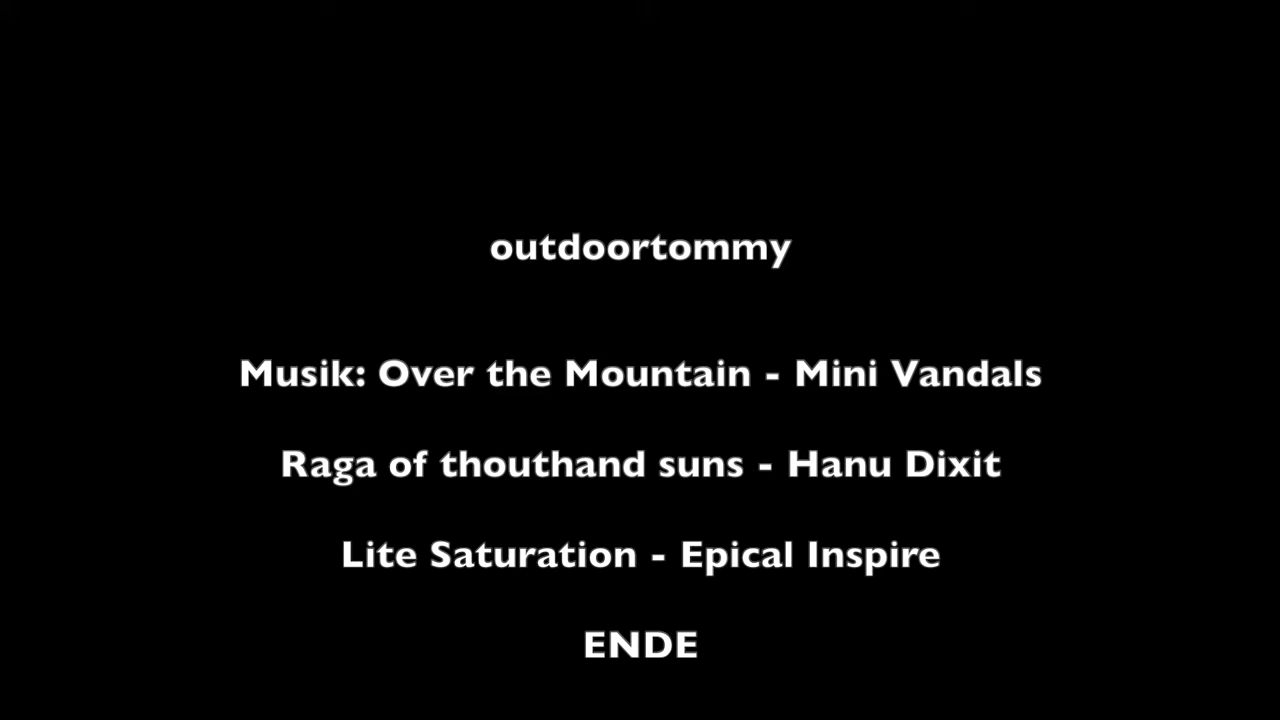 outdoortommy
Musik: Over the Mountain - Mini Vandals
Raga of thouthand suns - Hanu Dixit
Lite Saturation - Epical Inspire
ENDE